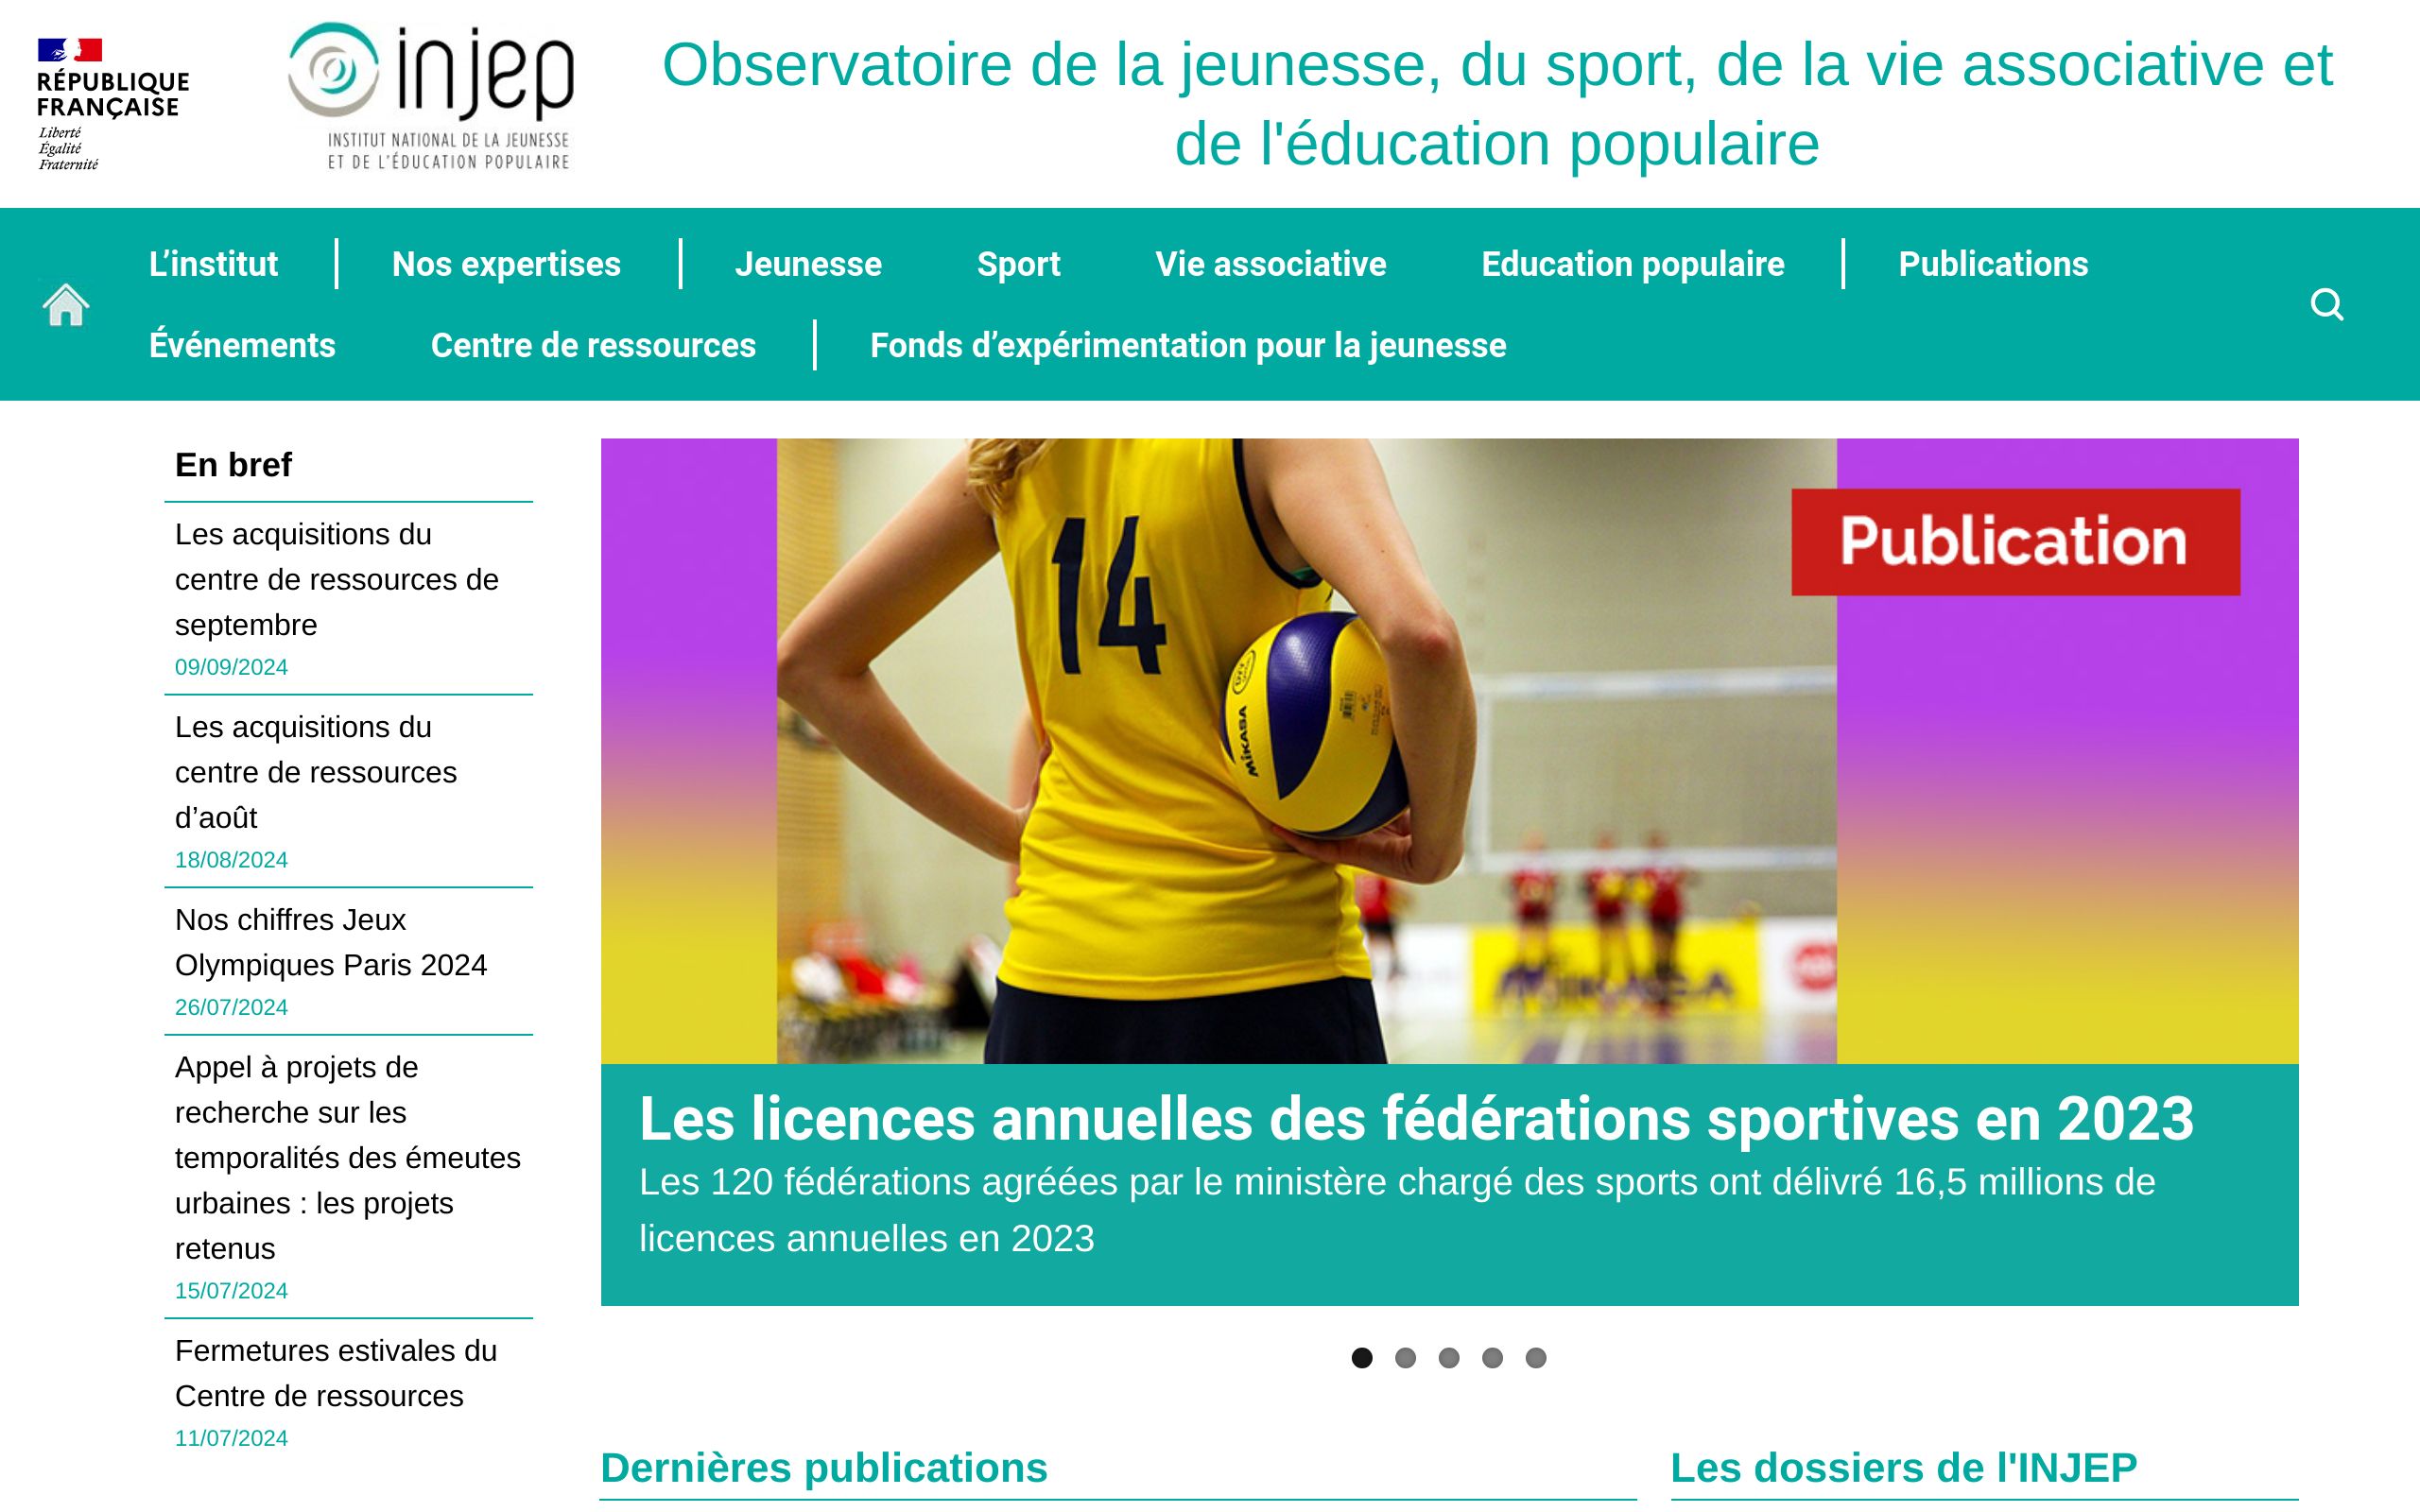 RÉPUBLIQUE
FRANÇAISE
Liberté
Égalité
Fraternité
injep
INSTITUT NATIONAL DE LA JEUNESSE
ET DE L'ÉDUCATION POPULAIRE
Observatoire de la jeunesse, du sport, de la vie associative et
de l'éducation populaire
L’institut
Nos expertises
Jeunesse
Sport
Vie associative
Education populaire
Publications
Événements
Centre de ressources
Fonds d’expérimentation pour la jeunesse
En bref
Les acquisitions du
centre de ressources de
septembre
09/09/2024
Les acquisitions du
centre de ressources
d’août
18/08/2024
Nos chiffres Jeux
Olympiques Paris 2024
26/07/2024
Appel à projets de
recherche sur les
temporalités des émeutes
urbaines : les projets
retenus
15/07/2024
Fermetures estivales du
Centre de ressources
11/07/2024
14
MIKASA
MIKASA
Publication
Les licences annuelles des fédérations sportives en 2023
Les 120 fédérations agréées par le ministère chargé des sports ont délivré 16,5 millions de
licences annuelles en 2023
Dernières publications
Les dossiers de l'INJEP